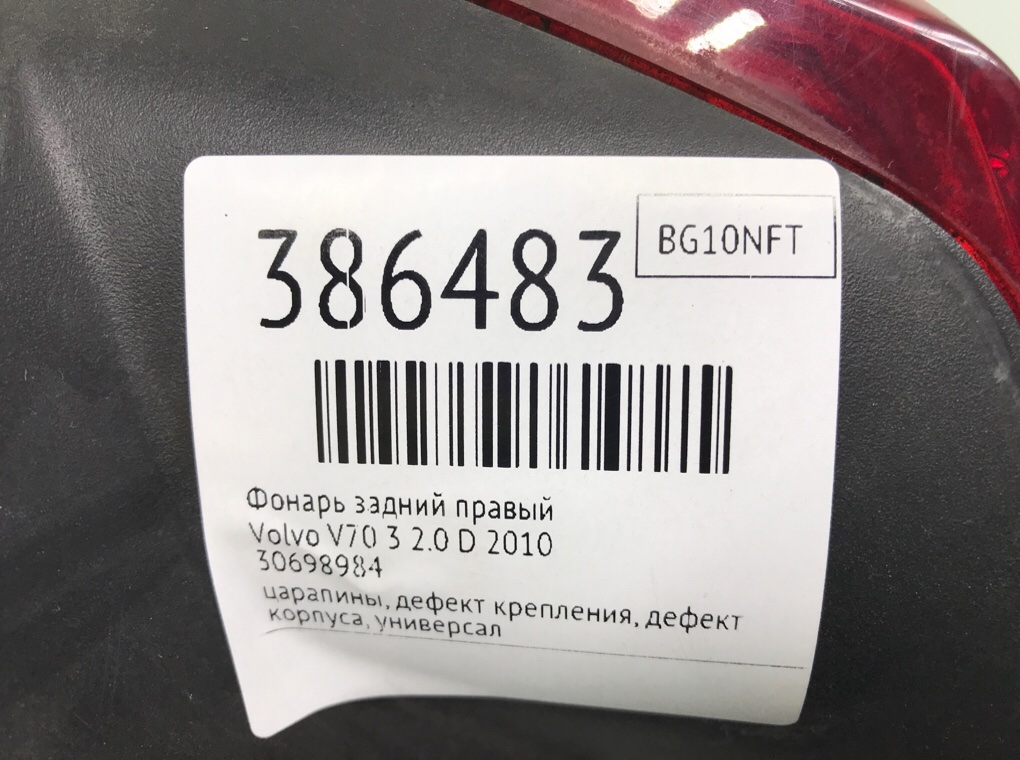 386483
BG10NFT
Фонарь задний правый
Volvo V70 3 2.0 D 2010
30698984
царапины, дефект крепления, дефект
корпуса, универсал